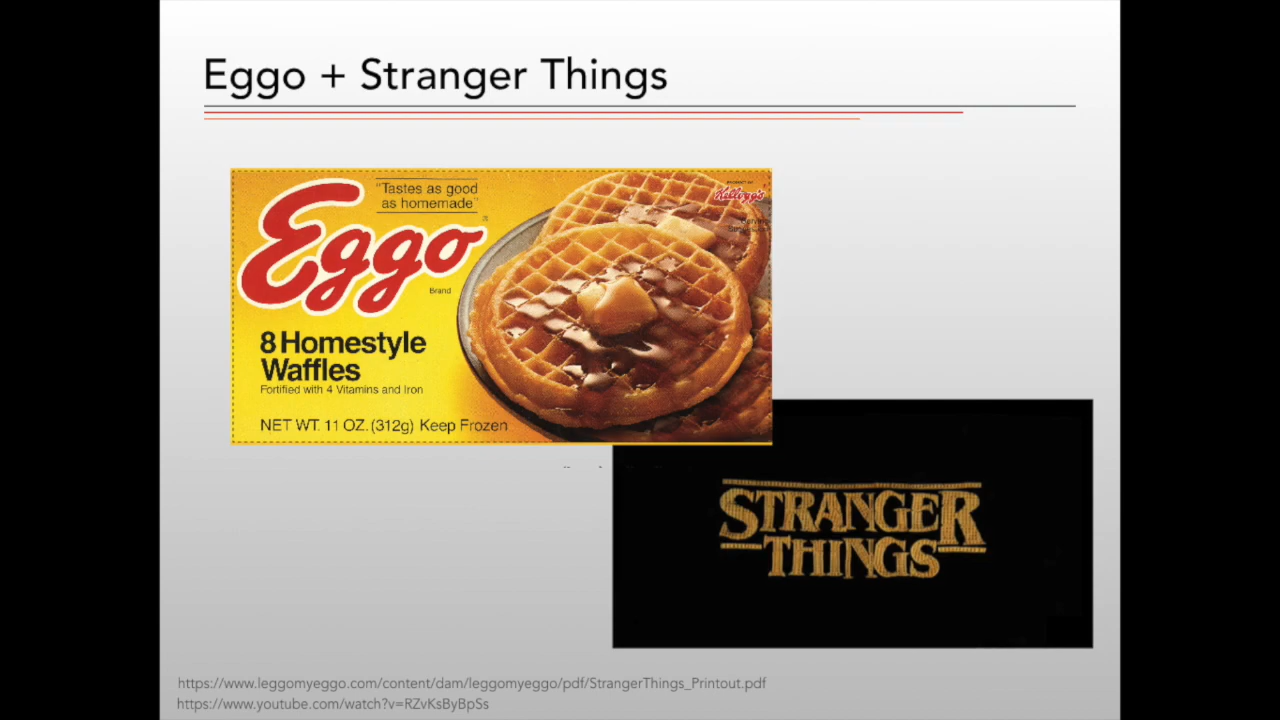 Eggo + Stranger Things
"Tastes as good
as homemade"
Kellogg's
Eggo
Brand
8 Homestyle
Waffles
Fortified with 4 Vitamins and Iron
NET WT. 11 OZ. (312g) Keep Frozen
STRANGER
THINGS
https://www.leggomyeggo.com/content/dam/leggomyeggo/pdf/StrangerThings_Printout.pdf
https://www.youtube.com/watch?v=RZvKsByBpSs